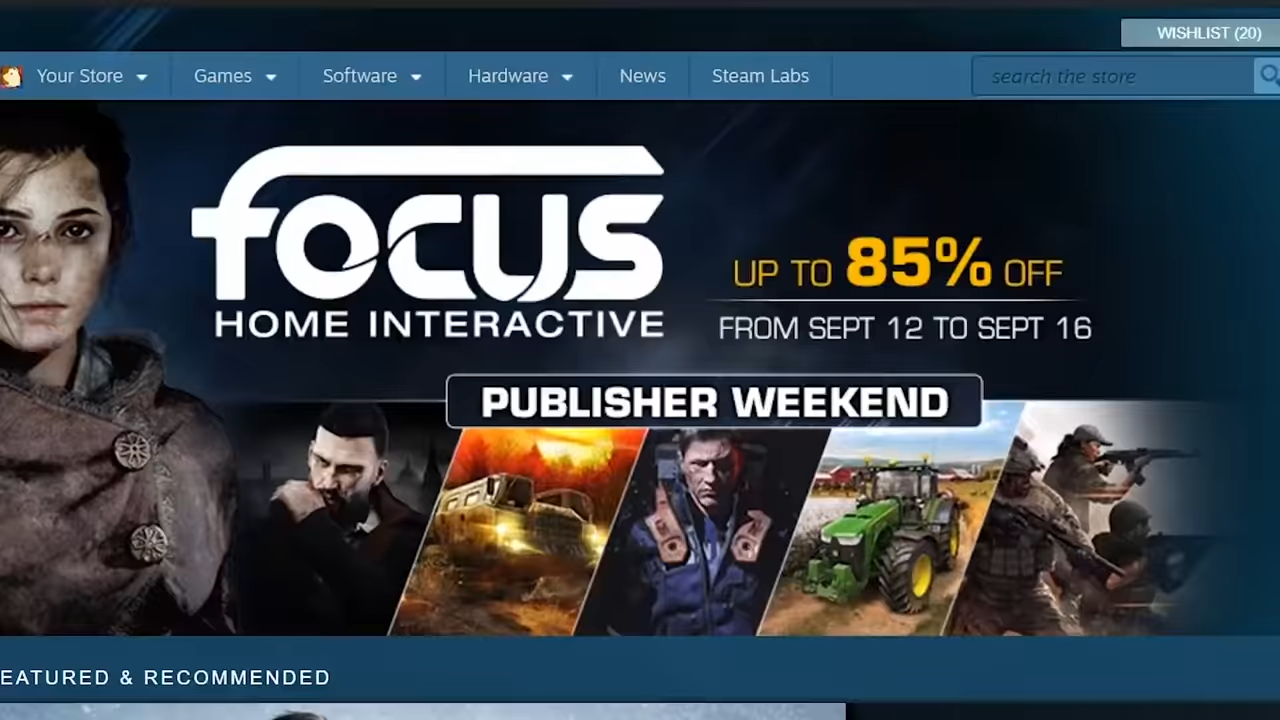 WISHLIST (20)
Your Store Games Software Hardware News Steam Labs search the store
FOCUS
HOME INTERACTIVE
UP TO 85% OFF
FROM SEPT 12 TO SEPT 16
PUBLISHER WEEKEND
EATURED & RECOMMENDED